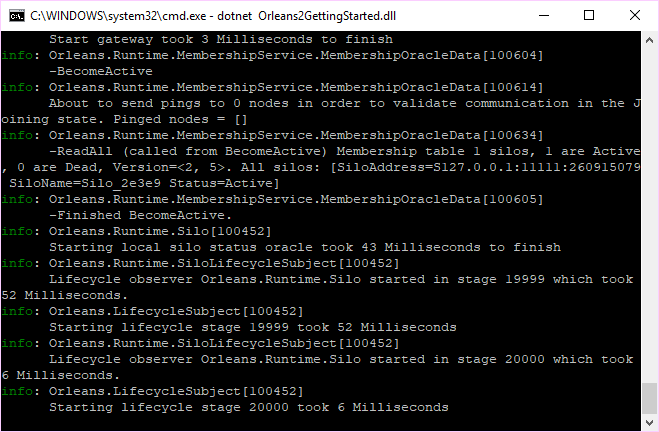 C:\WINDOWS\system32\cmd.exe - dotnet  Orleans2GettingStarted.dll
      Start gateway took 3 Milliseconds to finish
info: Orleans.Runtime.MembershipService.MembershipOracleData[100604]
      -BecomeActive
info: Orleans.Runtime.MembershipService.MembershipOracleData[100614]
      About to send pings to 0 nodes in order to validate communication in the J
oining state. Pinged nodes = []
info: Orleans.Runtime.MembershipService.MembershipOracleData[100634]
      -ReadAll (called from BecomeActive) Membership table 1 silos, 1 are Active
, 0 are Dead, Version=<2, 5>. All silos: [SiloAddress=S127.0.0.1:11111:260915079
 SiloName=Silo_2e3e9 Status=Active]
info: Orleans.Runtime.MembershipService.MembershipOracleData[100605]
      -Finished BecomeActive.
info: Orleans.Runtime.Silo[100452]
      Starting local silo status oracle took 43 Milliseconds to finish
info: Orleans.Runtime.SiloLifecycleSubject[100452]
      Lifecycle observer Orleans.Runtime.Silo started in stage 19999 which took
52 Milliseconds.
info: Orleans.LifecycleSubject[100452]
      Starting lifecycle stage 19999 took 52 Milliseconds
info: Orleans.Runtime.SiloLifecycleSubject[100452]
      Lifecycle observer Orleans.Runtime.Silo started in stage 20000 which took
6 Milliseconds.
info: Orleans.LifecycleSubject[100452]
      Starting lifecycle stage 20000 took 6 Milliseconds